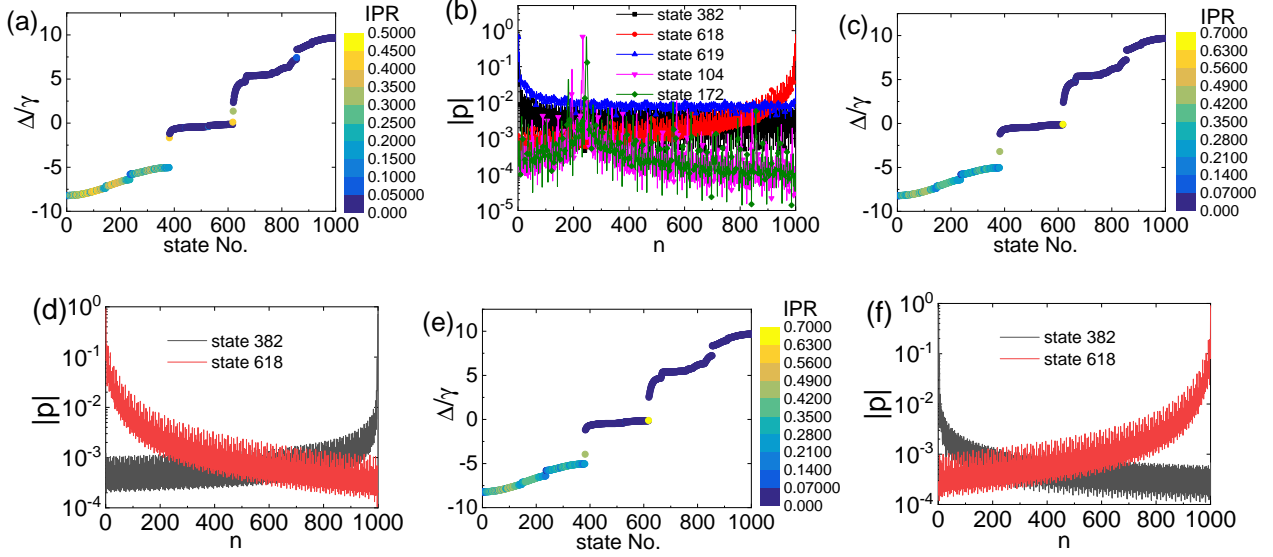 (a)
Δ/γ
10
5
0
-5
-10
0 200 400 600 800 1000
state No.
IPR
0.5000
0.4500
0.4000
0.3500
0.3000
0.2500
0.2000
0.1500
0.1000
0.05000
0.000
(b)
|p|
10^0
10^-1
10^-2
10^-3
10^-4
10^-5
state 382
state 618
state 619
state 104
state 172
0 200 400 600 800 1000
n
(c)
Δ/γ
10
5
0
-5
-10
0 200 400 600 800 1000
state No.
IPR
0.7000
0.6300
0.5600
0.4900
0.4200
0.3500
0.2800
0.2100
0.1400
0.07000
0.000
(d)
|p|
10^0
10^-1
10^-2
10^-3
10^-4
state 382
state 618
0 200 400 600 800 1000
n
(e)
Δ/γ
10
5
0
-5
-10
0 200 400 600 800 1000
state No.
IPR
0.7000
0.6300
0.5600
0.4900
0.4200
0.3500
0.2800
0.2100
0.1400
0.07000
0.000
(f)
|p|
10^0
10^-1
10^-2
10^-3
10^-4
state 382
state 618
0 200 400 600 800 1000
n